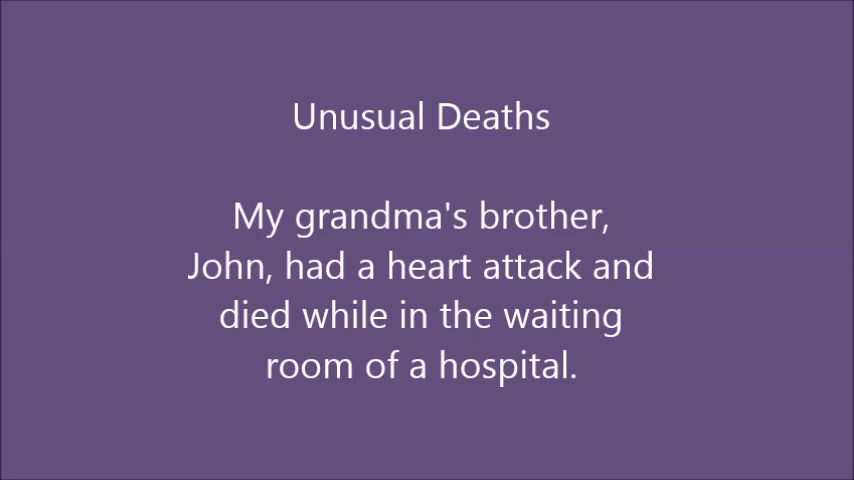 Unusual Deaths
My grandma's brother,
John, had a heart attack and
died while in the waiting
room of a hospital.